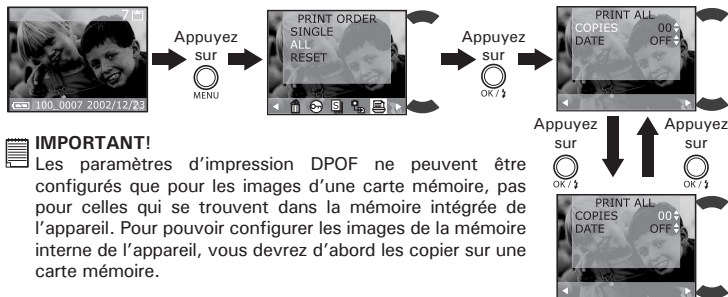 7
100_0007 2002/12/23
Appuyez
sur
MENU
PRINT ORDER
SINGLE
ALL
RESET
Appuyez
sur
OK /
PRINT ALL
COPIES 00
DATE OFF
Appuyez
sur
OK /
Appuyez
sur
OK /
PRINT ALL
COPIES 00
DATE OFF
IMPORTANT!
Les paramètres d’impression DPOF ne peuvent être
configurés que pour les images d’une carte mémoire, pas
pour celles qui se trouvent dans la mémoire intégrée de
l’appareil. Pour pouvoir configurer les images de la mémoire
interne de l’appareil, vous devrez d’abord les copier sur une
carte mémoire.